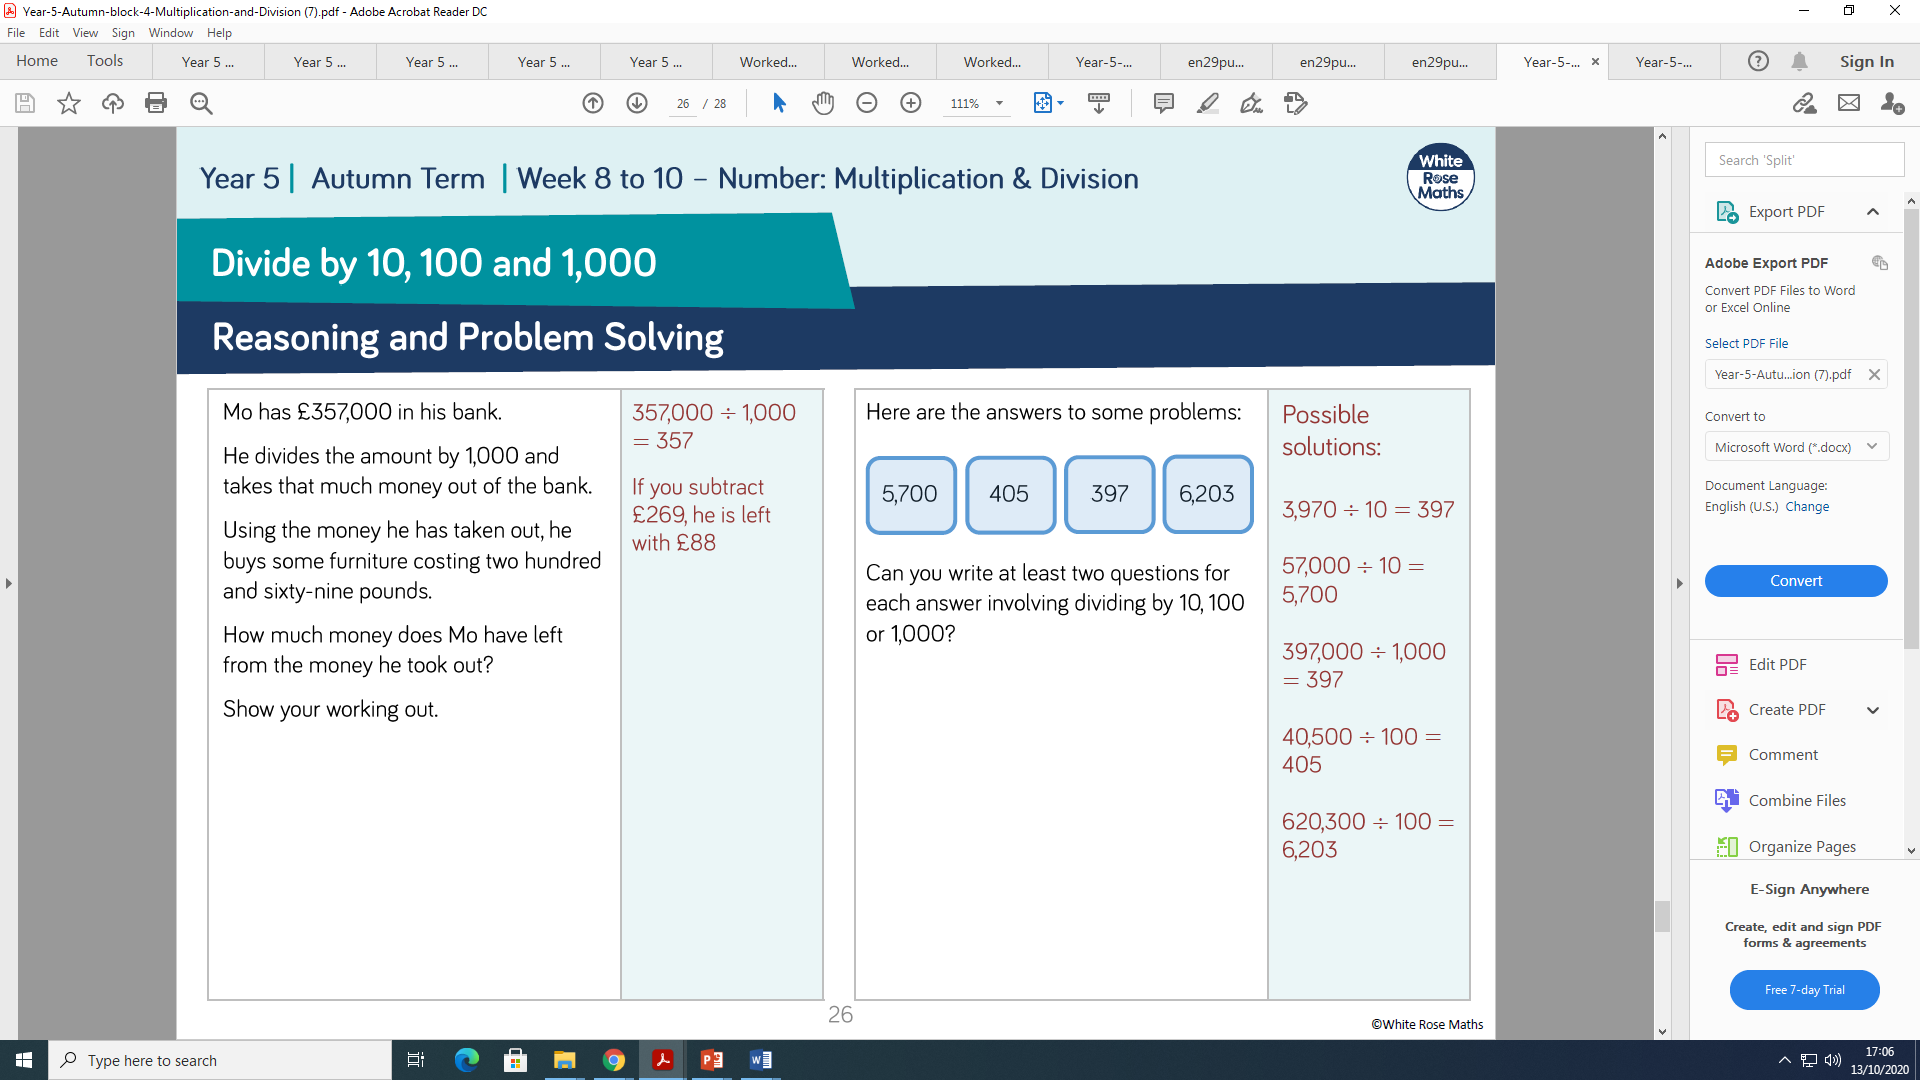 Year-5-Autumn-block-4-Multiplication-and-Division (7).pdf - Adobe Acrobat Reader DC
File Edit View Sign Window Help
Home Tools Year 5 ... Year 5 ... Year 5 ... Year 5 ... Year 5 ... Worked... Worked... Worked... Year-5-... en29pu... en29pu... en29pu... Year-5-... × Year-5-... Sign In
26 / 28 111%
Year 5 | Autumn Term | Week 8 to 10 – Number: Multiplication & Division
White
Rose
Maths
Divide by 10, 100 and 1,000
Reasoning and Problem Solving
Mo has £357,000 in his bank.
He divides the amount by 1,000 and
takes that much money out of the bank.
Using the money he has taken out, he
buys some furniture costing two hundred
and sixty-nine pounds.
How much money does Mo have left
from the money he took out?
Show your working out.
357,000 ÷ 1,000
= 357
If you subtract
£269, he is left
with £88
Here are the answers to some problems:
5,700 405 397 6,203
Can you write at least two questions for
each answer involving dividing by 10, 100
or 1,000?
Possible
solutions:
3,970 ÷ 10 = 397
57,000 ÷ 10 =
5,700
397,000 ÷ 1,000
= 397
40,500 ÷ 100 =
405
620,300 ÷ 100 =
6,203
26
©White Rose Maths
Search 'Split'
Export PDF
Adobe Export PDF
Convert PDF Files to Word
or Excel Online
Select PDF File
Year-5-Autu...ion (7).pdf
Convert to
Microsoft Word (*.docx)
Document Language:
English (U.S.) Change
Convert
Edit PDF
Create PDF
Comment
Combine Files
Organize Pages
E-Sign Anywhere
Create, edit and sign PDF
forms & agreements
Free 7-day Trial
Type here to search
17:06
13/10/2020